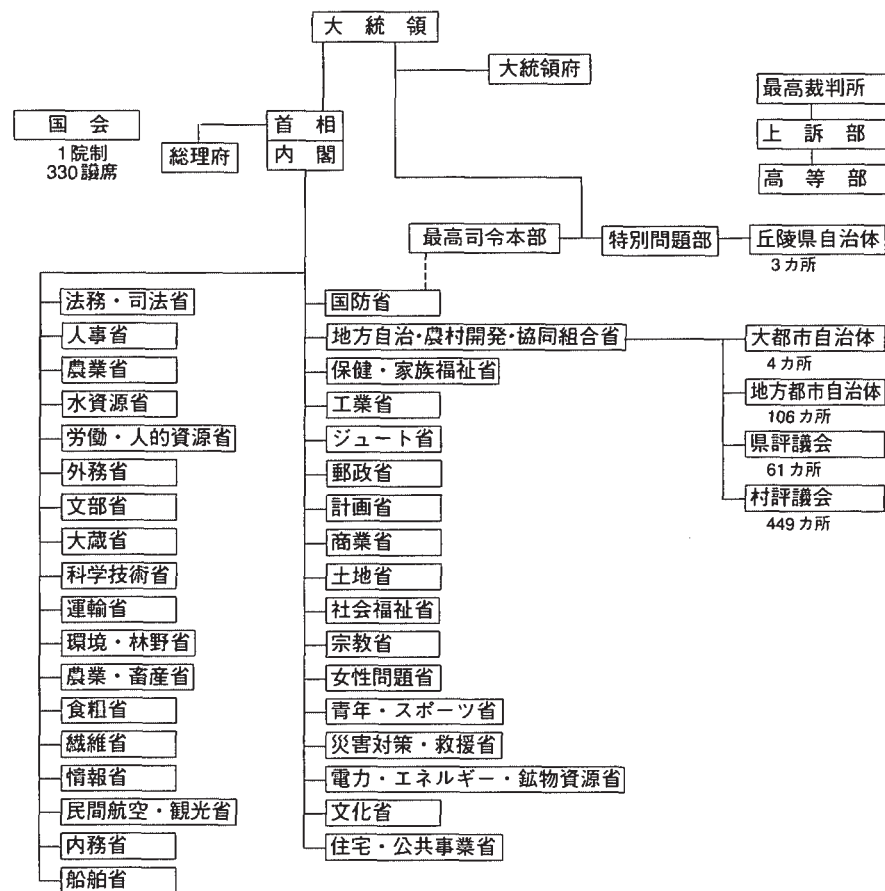 大統領
大統領府
最高裁判所
国会
1院制
330議席
首相
総理府
内閣
上訴部
高等部
最高司令本部
特別問題部
丘陵県自治体
3カ所
法務・司法省
人事省
農業省
水資源省
労働・人的資源省
外務省
文部省
大蔵省
科学技術省
運輸省
環境・林野省
農業・畜産省
食粗省
繊維省
情報省
民間航空・観光省
内務省
船舶省
国防省
地方自治・農村開発・協同組合省
保健・家族福祉省
工業省
ジュート省
郵政省
計画省
商業省
土地省
社会福祉省
宗教省
女性問題省
青年・スポーツ省
災害対策・救援省
電力・エネルギー・鉱物資源省
文化省
住宅・公共事業省
大都市自治体
4カ所
地方都市自治体
106カ所
県評議会
61カ所
村評議会
449カ所